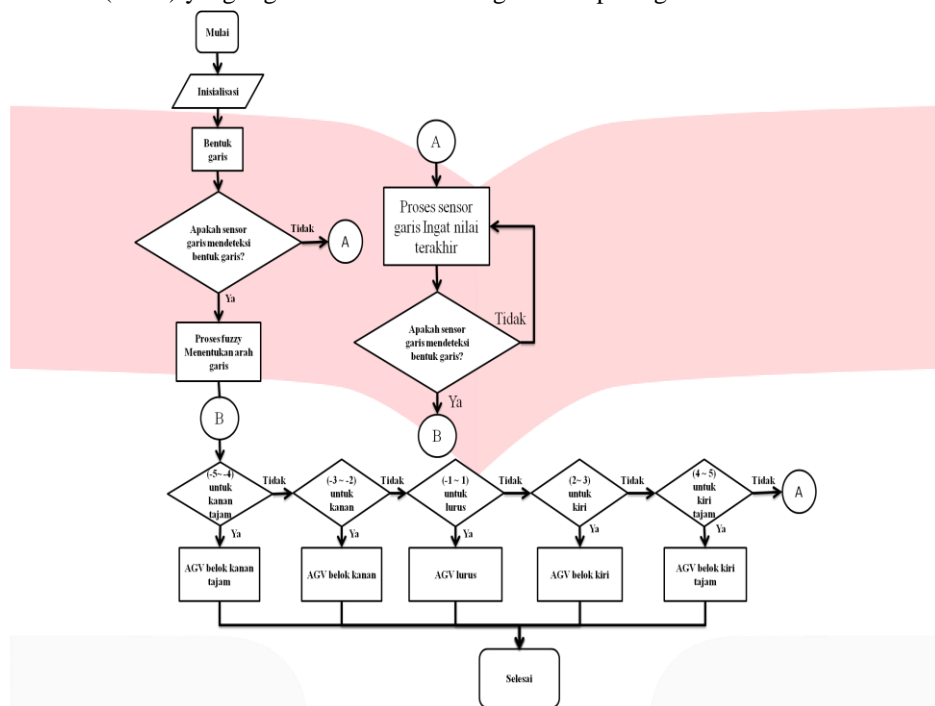 Mulai
Inisialisasi
Bentuk
garis
Apakah sensor
garis mendeteksi
bentuk garis?
Tidak
A
Ya
Proses fuzzy
Menentukan arah
garis
B
A
Proses sensor
garis Ingat nilai
terakhir
Apakah sensor
garis mendeteksi
bentuk garis?
Tidak
Ya
B
(-5~ -4)
untuk
kanan
tajam
Tidak
(-3 ~ -2)
untuk
kanan
Tidak
(-1 ~ 1)
untuk
lurus
Tidak
(2~ 3)
untuk
kiri
Tidak
(4 ~ 5)
untuk
kiri
tajam
Tidak
A
Ya
Ya
Ya
Ya
Ya
AGV belok kanan
tajam
AGV belok kanan
AGV lurus
AGV belok kiri
AGV belok kiri
tajam
Selesai